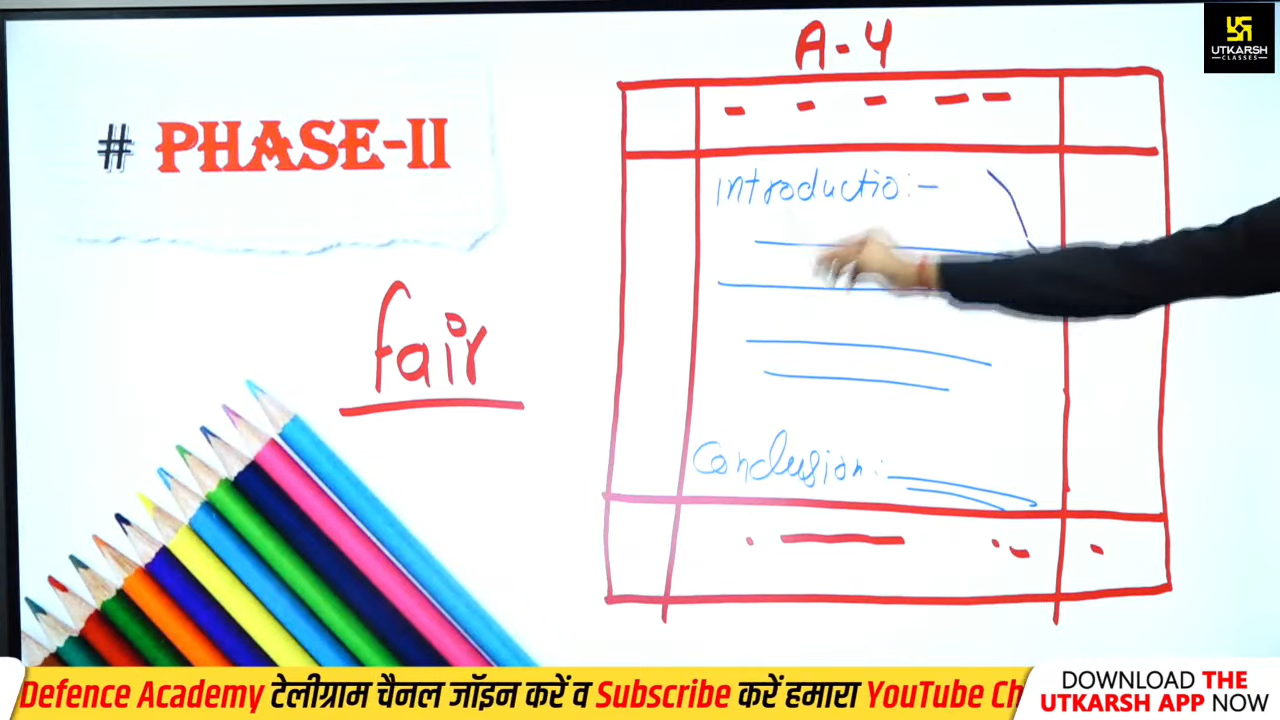 UTKARSH
CLASSES
A-4
# PHASE-II
Introductio:-
fair
Conclusion:
Defence Academy टेलीग्राम चैनल जॉइन करें व Subscribe करें हमारा YouTube Ch
DOWNLOAD THE
UTKARSH APP NOW